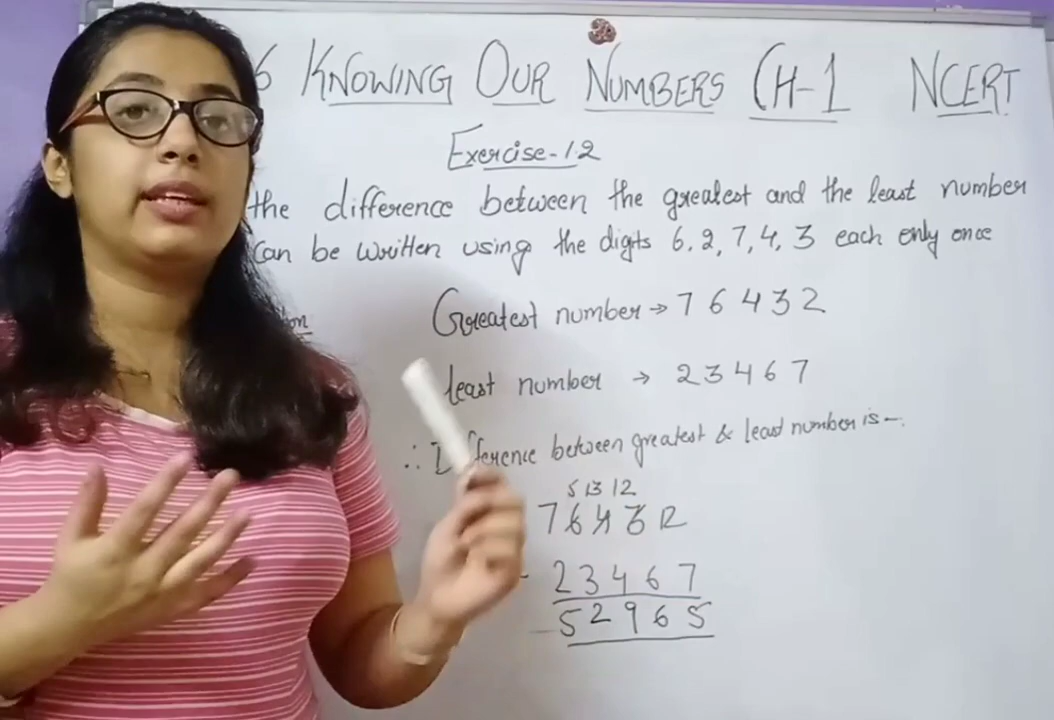 6 KNOWING OUR NUMBERS CH-1 NCERT
Exercise-1.2
the difference between the greatest and the least number
can be written using the digits 6, 2, 7, 4, 3 each only once
Greatest number → 7 6 4 3 2
least number → 2 3 4 6 7
∴ Difference between greatest & least number is -.
5 13 12
7 6 4 3 12
- 2 3 4 6 7
5 2 9 6 5